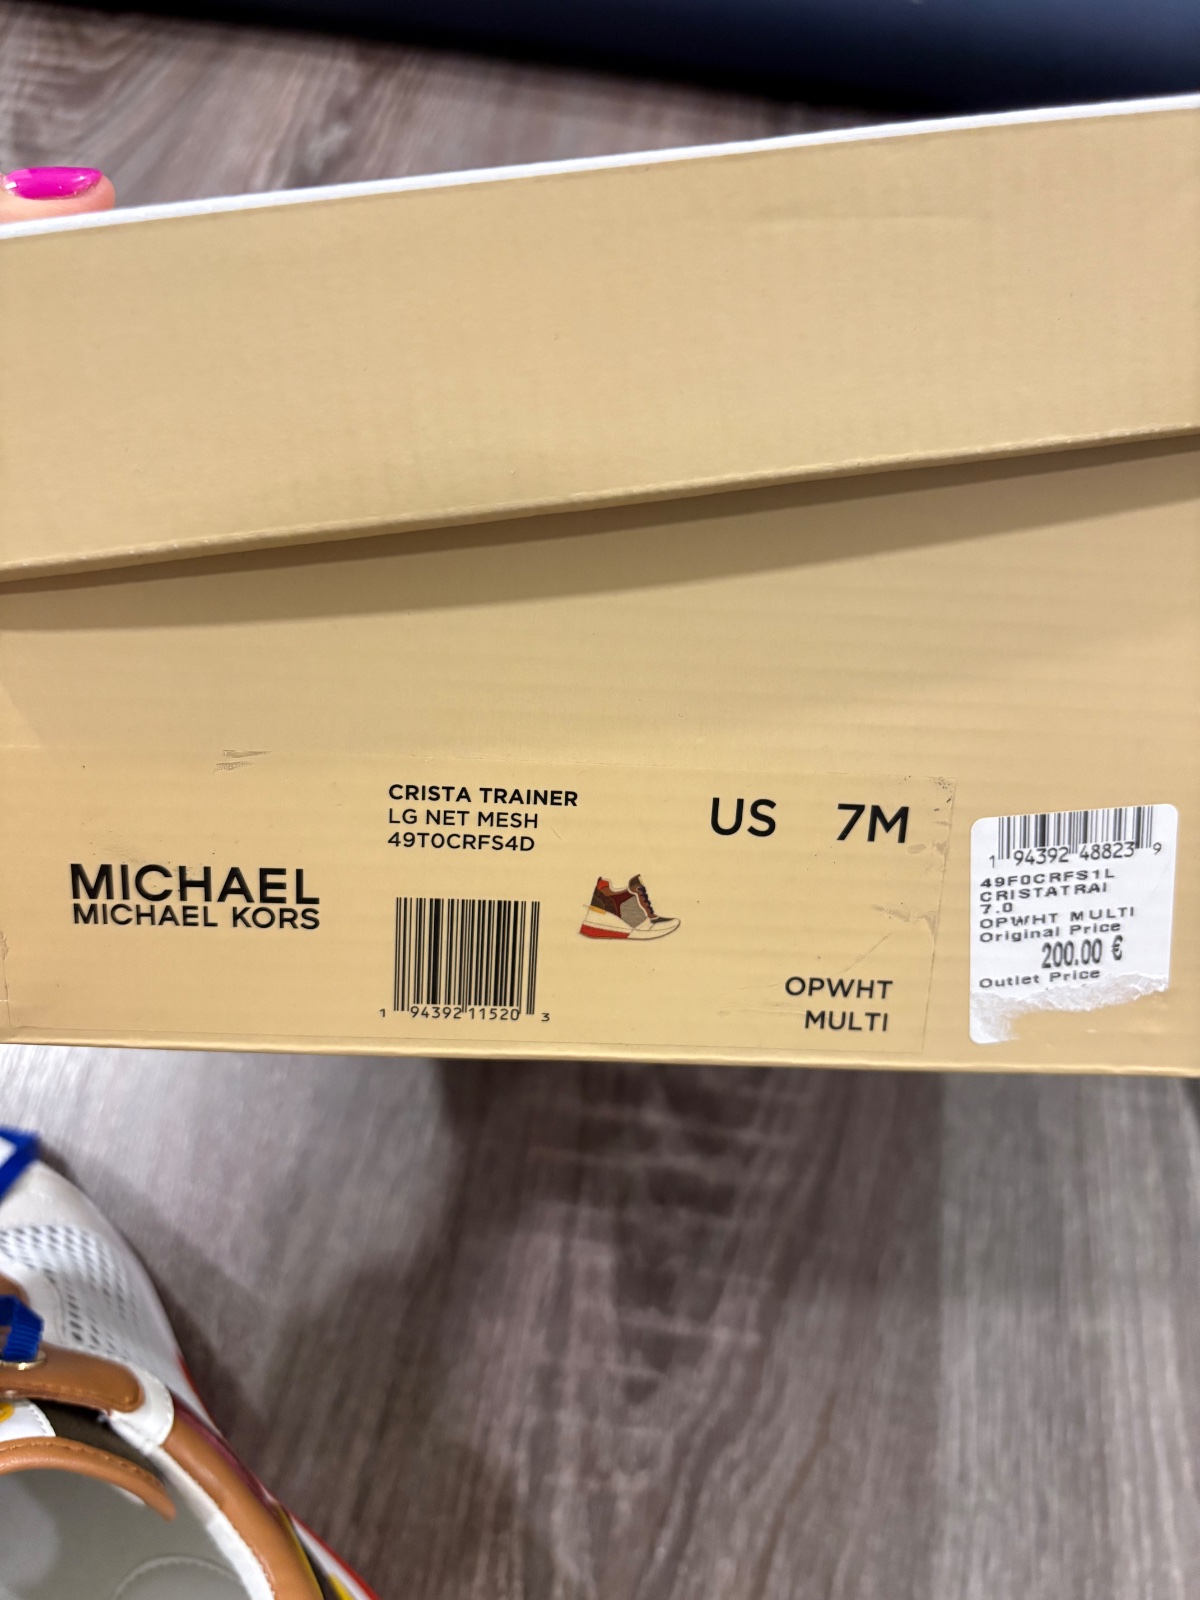 CRISTA TRAINER
LG NET MESH
49T0CRFS4D
US 7M
MICHAEL
MICHAEL KORS
1 94392 11520 3
OPWHT
MULTI
1 94392 48823 9
49F0CRFS1L
CRISTATRAI
7.0
OPWHT MULTI
Original Price
200.00 €
Outlet Price